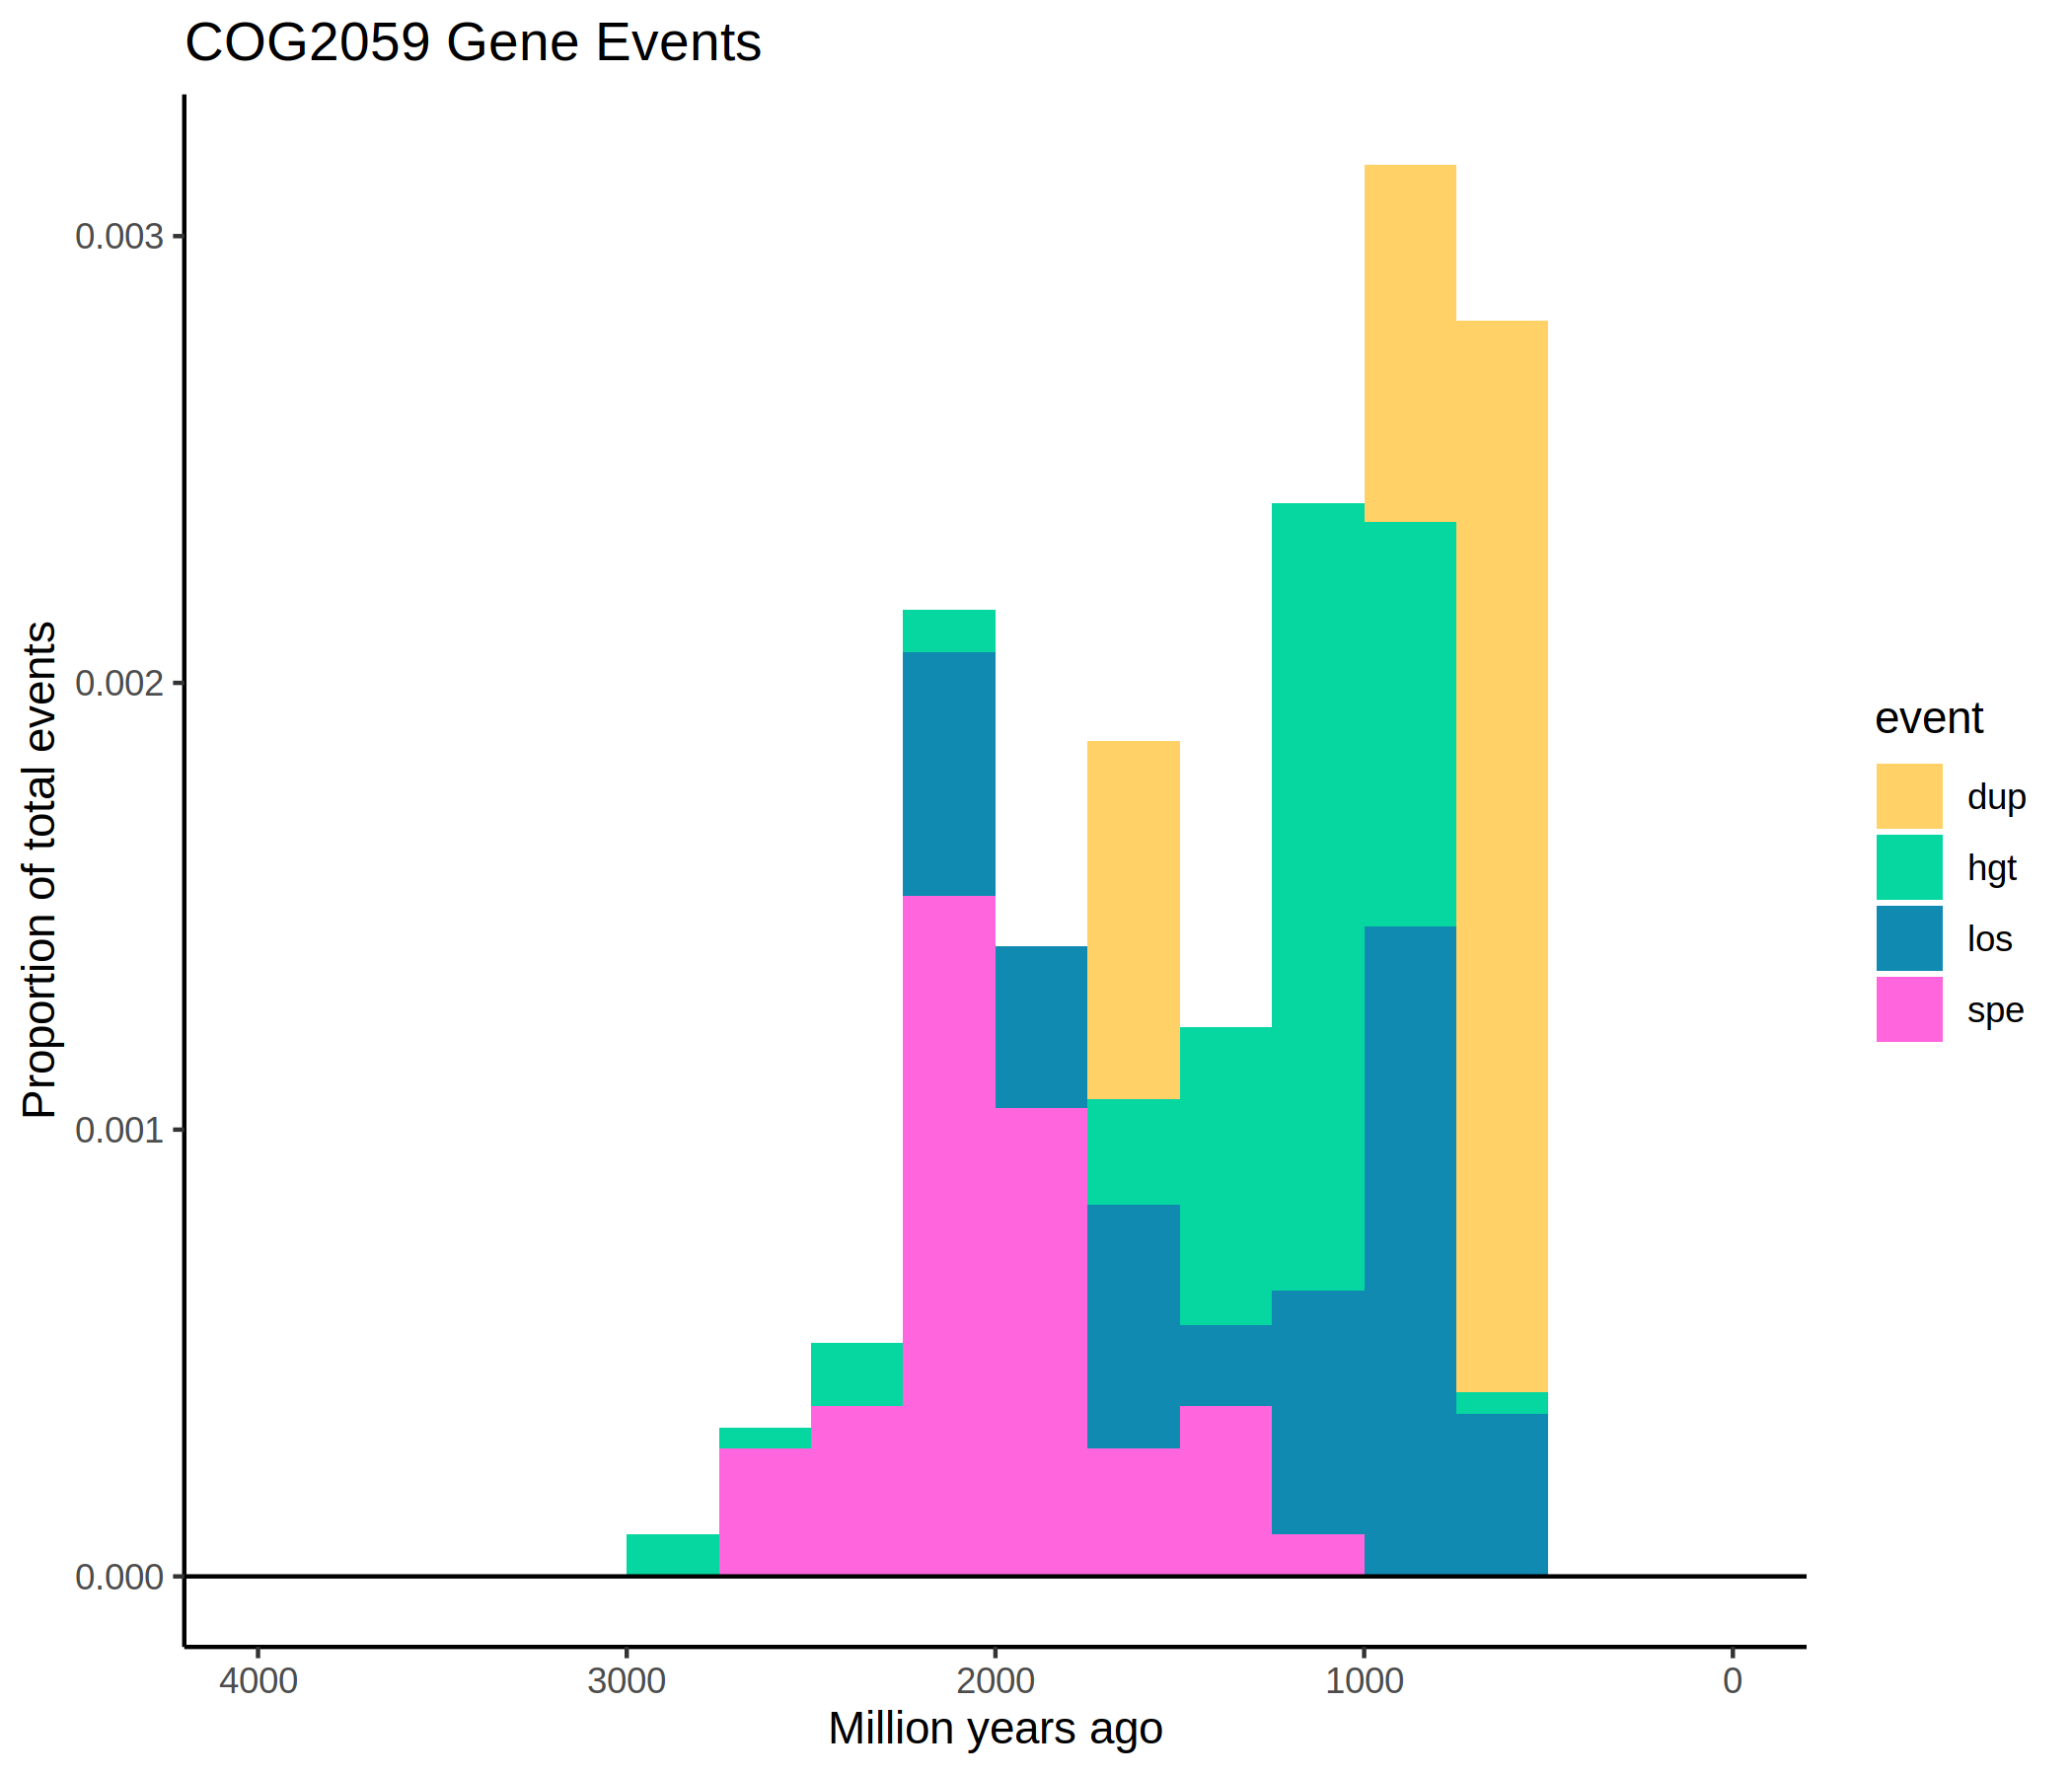 COG2059 Gene Events
Proportion of total events
0.003
0.002
0.001
0.000
4000 3000 2000 1000 0
Million years ago
event
dup
hgt
los
spe